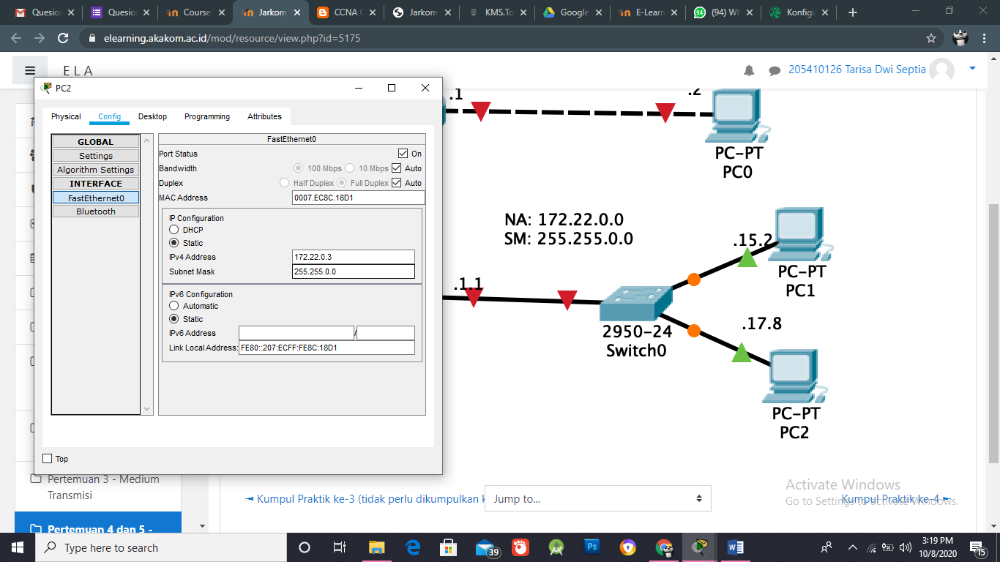 Quesion
Quesion
Course:
Jarkom
CCNA
Jarkom
KMS.To
Google
E-Learn
(94) Wh
Konfigu
elearning.akakom.ac.id/mod/resource/view.php?id=5175
E L A
205410126 Tarisa Dwi Septia
PC2
Physical
Config
Desktop
Programming
Attributes
GLOBAL
Settings
Algorithm Settings
INTERFACE
FastEthernet0
Bluetooth
FastEthernet0
Port Status
On
Bandwidth
100 Mbps
10 Mbps
Auto
Duplex
Half Duplex
Full Duplex
Auto
MAC Address
0007.EC8C.18D1
IP Configuration
DHCP
Static
IPv4 Address
172.22.0.3
Subnet Mask
255.255.0.0
IPv6 Configuration
Automatic
Static
IPv6 Address
/
Link Local Address:
FE80::207:ECFF:FE8C:18D1
Top
.1
.2
PC-PT
PC0
NA: 172.22.0.0
SM: 255.255.0.0
.15.2
PC-PT
PC1
.1.1
2950-24
Switch0
.17.8
PC-PT
PC2
Pertemuan 3 - Medium
Transmisi
Pertemuan 4 dan 5 -
◄ Kumpul Praktik ke-3 (tidak perlu dikumpulkan k
Jump to...
Kumpul Praktik ke-4 ►
Activate Windows
Go to Settings to activate Windows.
Type here to search
39
94
Ps
3:19 PM
10/8/2020
15